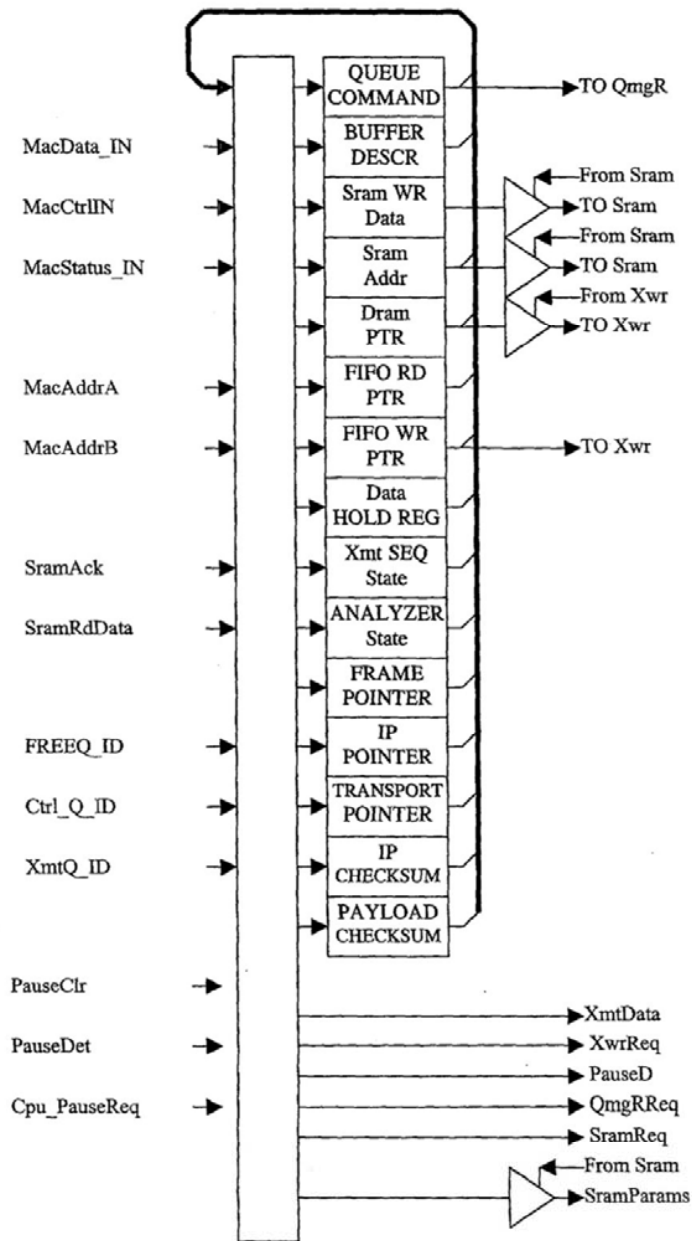 QUEUE
COMMAND
TO QmgR
MacData_IN
BUFFER
DESCR
From Sram
MacCtrlIN
Sram WR
Data
TO Sram
From Sram
MacStatus_IN
Sram
Addr
TO Sram
From Xwr
Dram
PTR
TO Xwr
MacAddrA
FIFO RD
PTR
MacAddrB
FIFO WR
PTR
TO Xwr
Data
HOLD REG
SramAck
Xmt SEQ
State
SramRdData
ANALYZER
State
FRAME
POINTER
FREEQ_ID
IP
POINTER
Ctrl_Q_ID
TRANSPORT
POINTER
XmtQ_ID
IP
CHECKSUM
PAYLOAD
CHECKSUM
PauseClr
XmtData
PauseDet
XwrReq
PauseD
Cpu_PauseReq
QmgRReq
SramReq
From Sram
SramParams